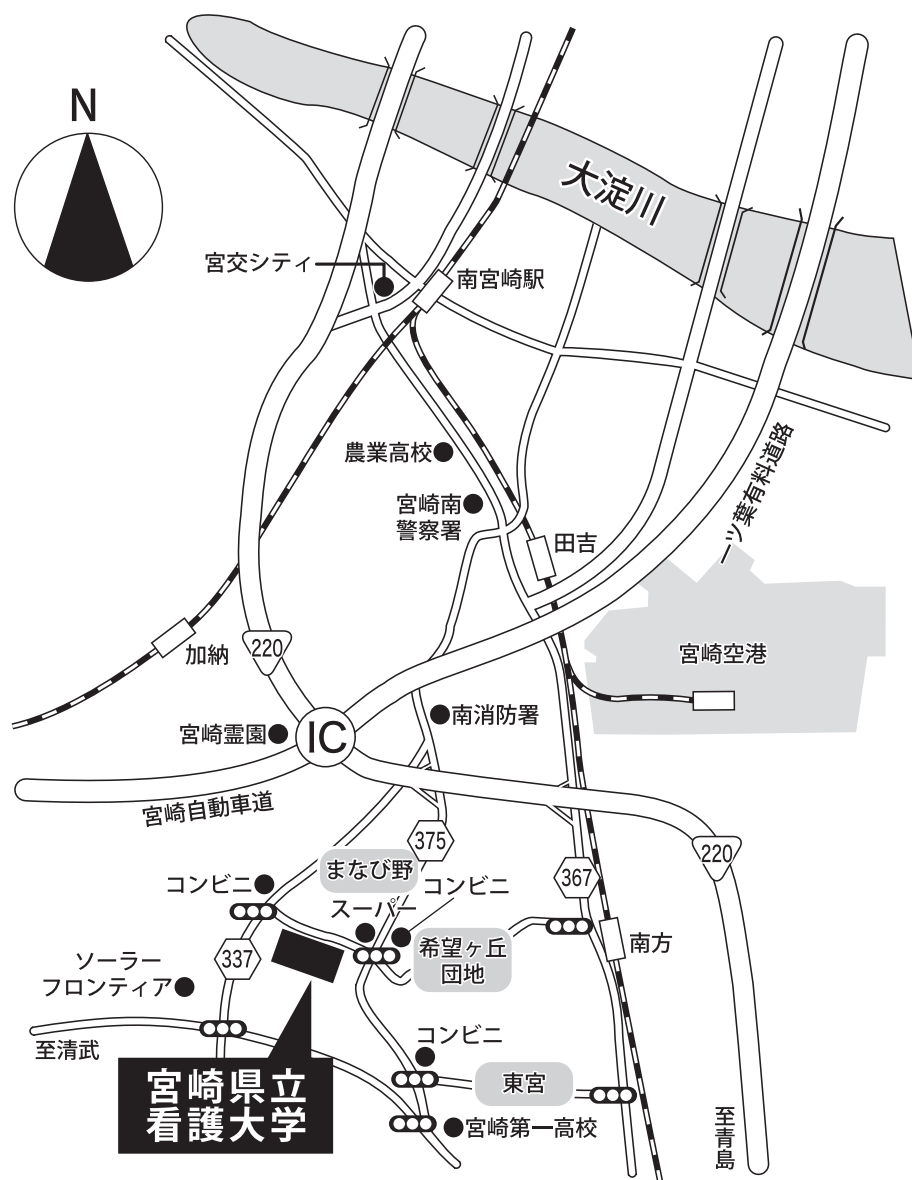 N
大淀川
宮交シティ
南宮崎駅
農業高校
一ツ葉有料道路
宮崎南
警察署
田吉
宮崎空港
加納
220
宮崎霊園
IC
南消防署
宮崎自動車道
375
220
まなび野
367
コンビニ
コンビニ
スーパー
希望ヶ丘
団地
南方
337
ソーラー
フロンティア
コンビニ
至清武
東宮
宮崎県立
看護大学
宮崎第一高校
至青島